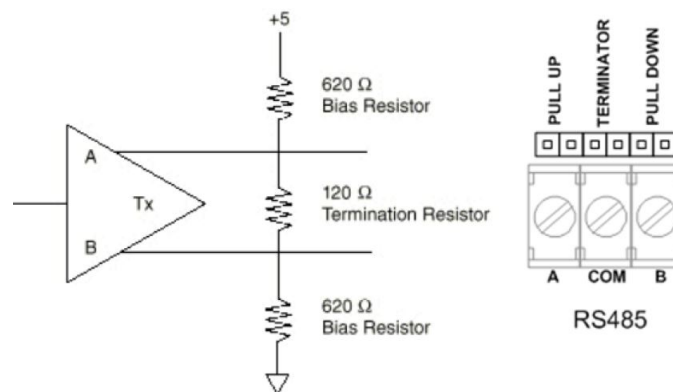 +5
620 Ω
Bias Resistor
A
Tx
120 Ω
Termination Resistor
B
620 Ω
Bias Resistor
PULL UP
TERMINATOR
PULL DOWN
A
COM
B
RS485